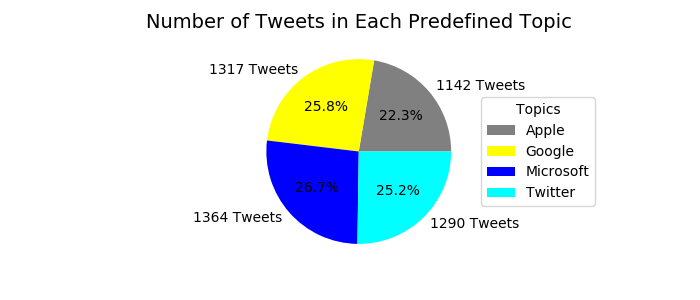 Number of Tweets in Each Predefined Topic
1317 Tweets
1142 Tweets
25.8%
22.3%
26.7%
25.2%
1364 Tweets
1290 Tweets
Topics
Apple
Google
Microsoft
Twitter